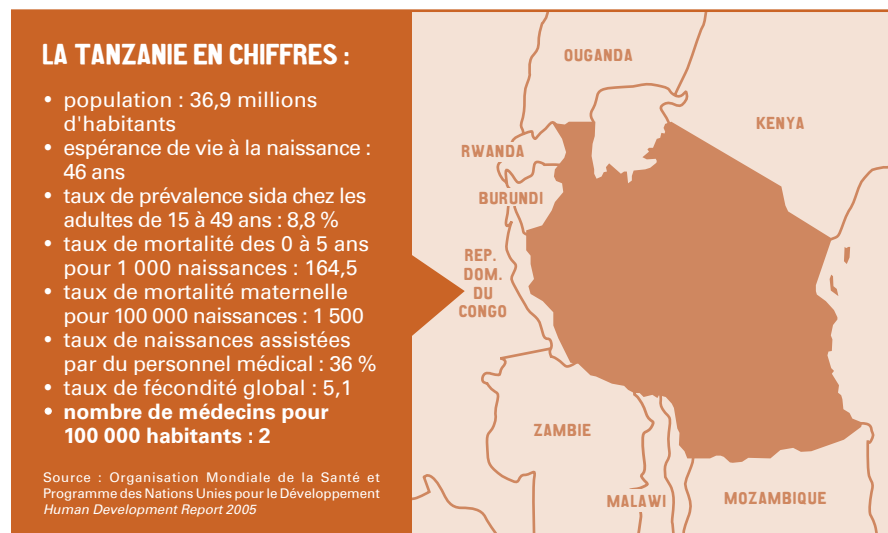 LA TANZANIE EN CHIFFRES :
• population : 36,9 millions
d'habitants
• espérance de vie à la naissance :
46 ans
• taux de prévalence sida chez les
adultes de 15 à 49 ans : 8,8 %
• taux de mortalité des 0 à 5 ans
pour 1 000 naissances : 164,5
• taux de mortalité maternelle
pour 100 000 naissances : 1 500
• taux de naissances assistées
par du personnel médical : 36 %
• taux de fécondité global : 5,1
• nombre de médecins pour
100 000 habitants : 2
Source : Organisation Mondiale de la Santé et
Programme des Nations Unies pour le Développement
Human Development Report 2005
OUGANDA
KENYA
RWANDA
BURUNDI
REP.
DOM.
DU
CONGO
ZAMBIE
MALAWI
MOZAMBIQUE